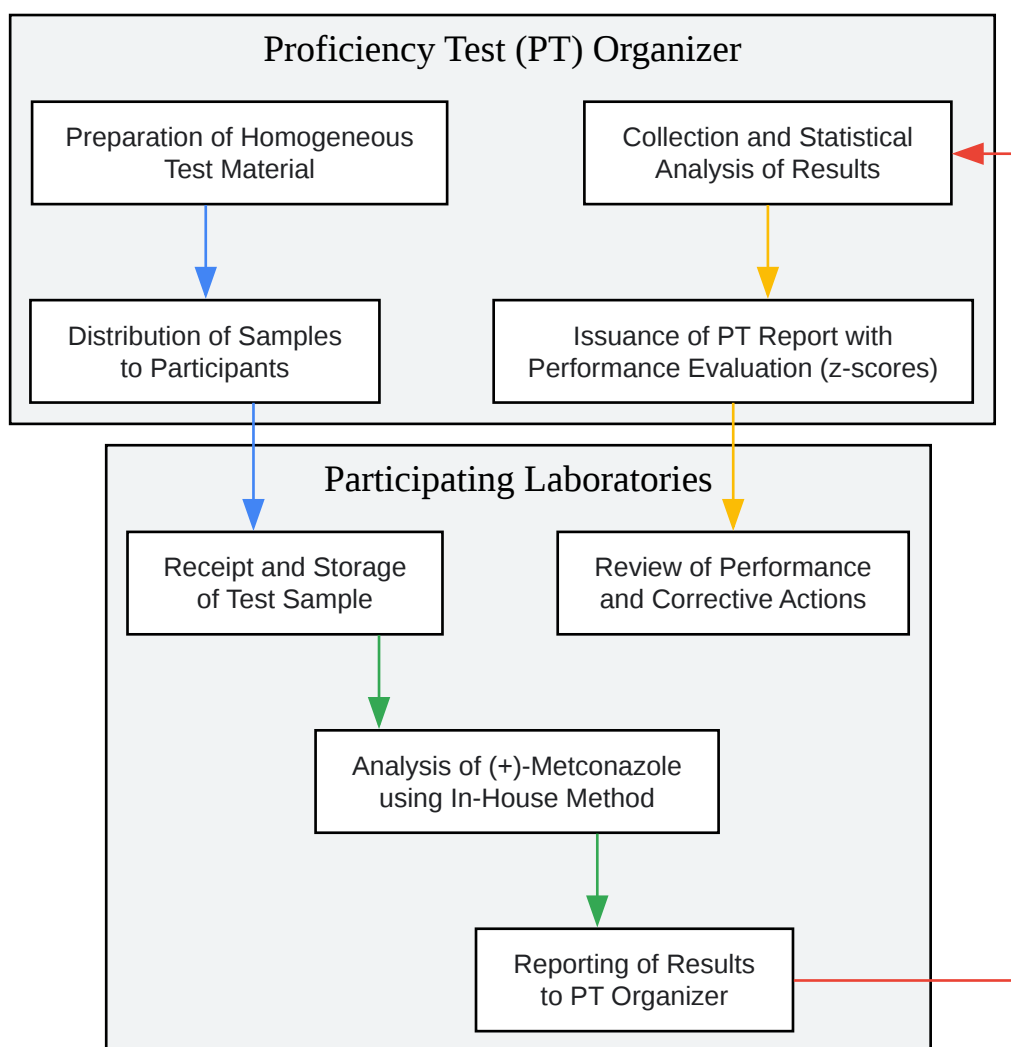 Proficiency Test (PT) Organizer
Preparation of Homogeneous
Test Material
Collection and Statistical
Analysis of Results
Distribution of Samples
to Participants
Issuance of PT Report with
Performance Evaluation (z-scores)
Participating Laboratories
Receipt and Storage
of Test Sample
Review of Performance
and Corrective Actions
Analysis of (+)-Metconazole
using In-House Method
Reporting of Results
to PT Organizer